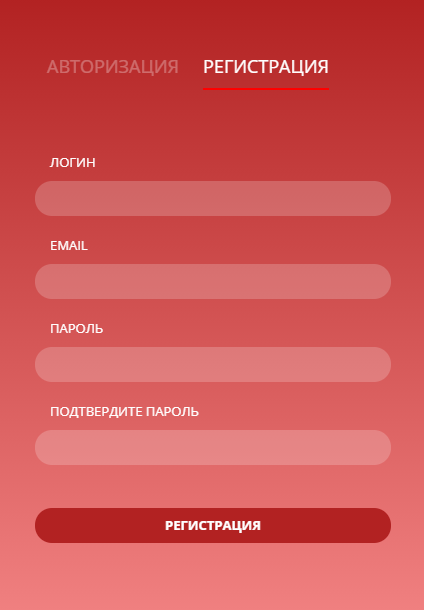 АВТОРИЗАЦИЯ РЕГИСТРАЦИЯ
ЛОГИН
EMAIL
ПАРОЛЬ
ПОДТВЕРДИТЕ ПАРОЛЬ
РЕГИСТРАЦИЯ